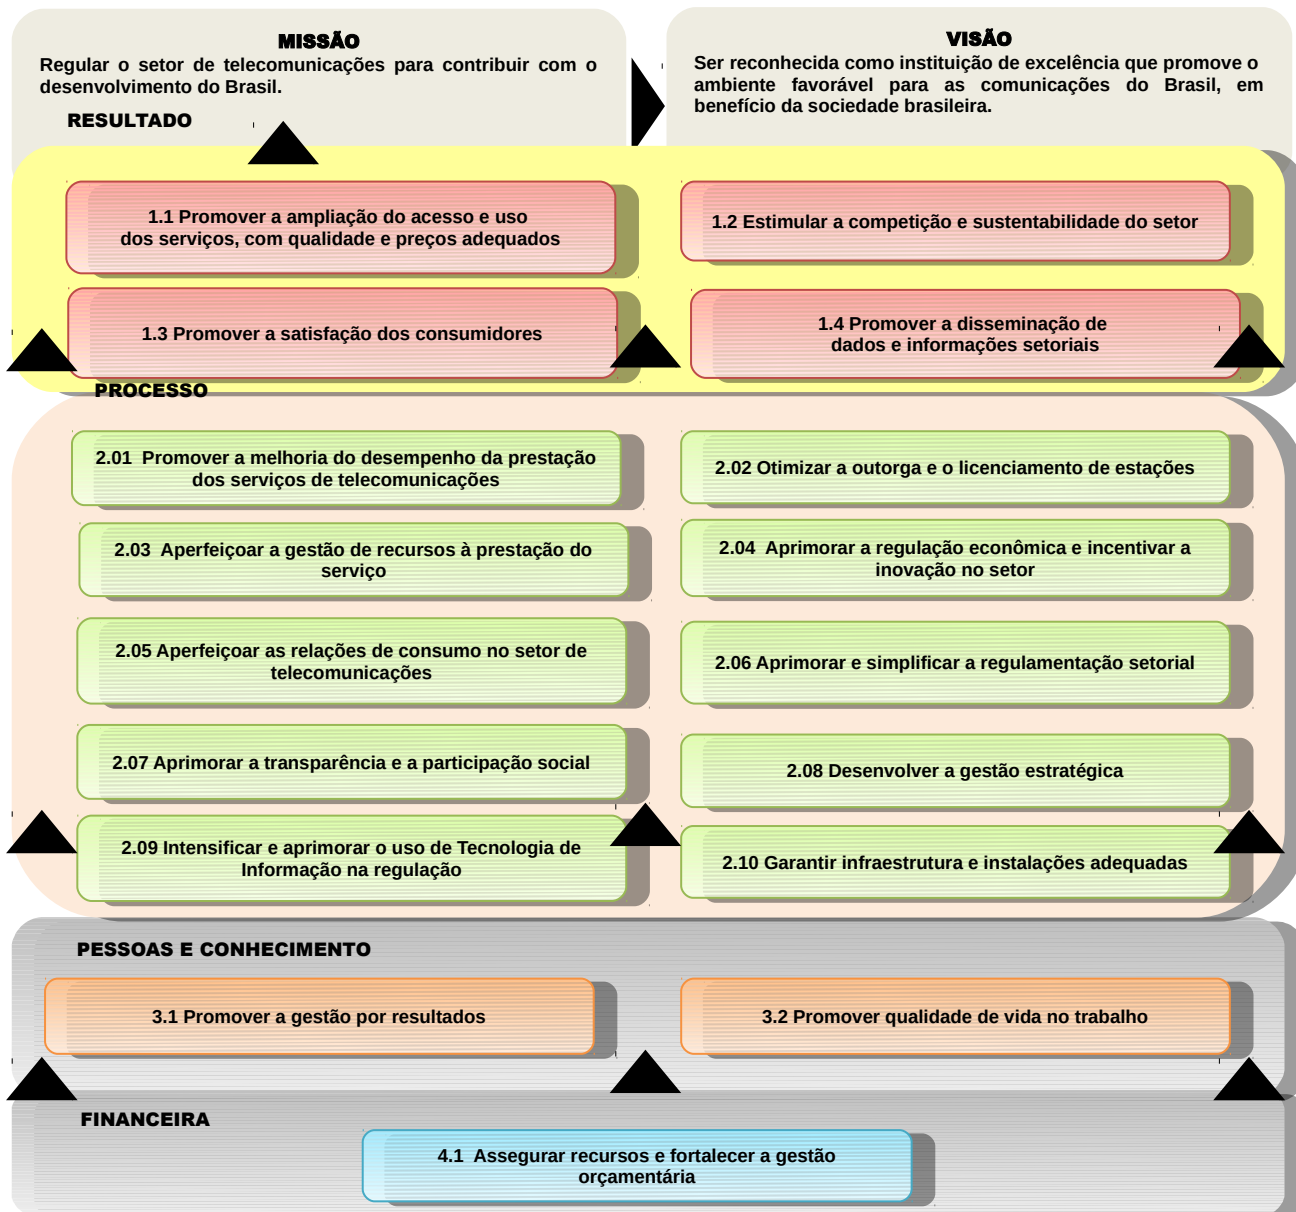 MISSÃO
Regular o setor de telecomunicações para contribuir com o
desenvolvimento do Brasil.
VISÃO
Ser reconhecida como instituição de excelência que promove o
ambiente favorável para as comunicações do Brasil, em
benefício da sociedade brasileira.
RESULTADO
1.1 Promover a ampliação do acesso e uso
dos serviços, com qualidade e preços adequados
1.2 Estimular a competição e sustentabilidade do setor
1.3 Promover a satisfação dos consumidores
1.4 Promover a disseminação de
dados e informações setoriais
PROCESSO
2.01 Promover a melhoria do desempenho da prestação
dos serviços de telecomunicações
2.02 Otimizar a outorga e o licenciamento de estações
2.03 Aperfeiçoar a gestão de recursos à prestação do
serviço
2.04 Aprimorar a regulação econômica e incentivar a
inovação no setor
2.05 Aperfeiçoar as relações de consumo no setor de
telecomunicações
2.06 Aprimorar e simplificar a regulamentação setorial
2.07 Aprimorar a transparência e a participação social
2.08 Desenvolver a gestão estratégica
2.09 Intensificar e aprimorar o uso de Tecnologia de
Informação na regulação
2.10 Garantir infraestrutura e instalações adequadas
PESSOAS E CONHECIMENTO
3.1 Promover a gestão por resultados
3.2 Promover qualidade de vida no trabalho
FINANCEIRA
4.1 Assegurar recursos e fortalecer a gestão
orçamentária